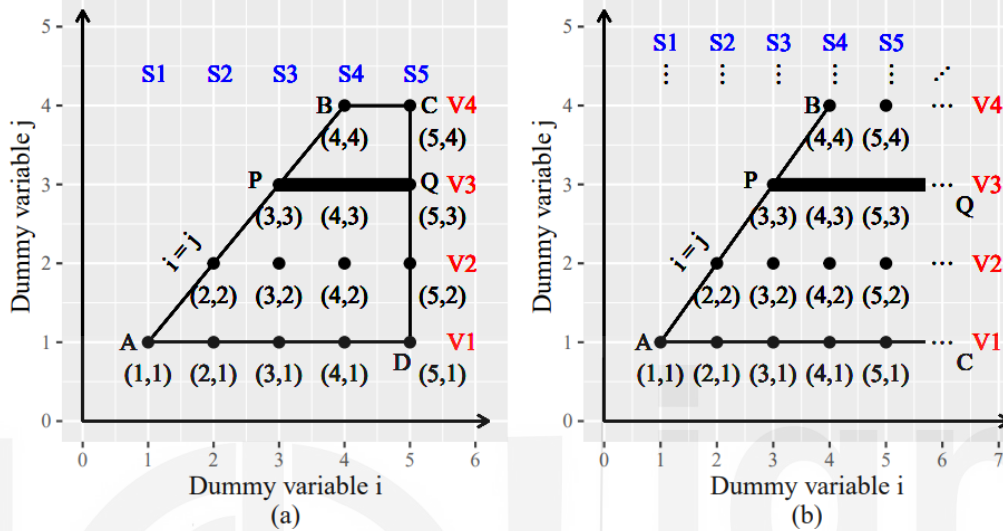 5
S1 S2 S3 S4 S5
4
B C V4
(4,4) (5,4)
3
P Q V3
(3,3) (4,3) (5,3)
i = j
2
V2
(2,2) (3,2) (4,2) (5,2)
1
A D V1
(1,1) (2,1) (3,1) (4,1) (5,1)
0
0 1 2 3 4 5 6
Dummy variable j
Dummy variable i
(a)
5
S1 S2 S3 S4 S5
⋮ ⋮ ⋮ ⋮ ⋮ ⋰
4
B ... V4
(4,4) (5,4)
3
P ... V3
Q
(3,3) (4,3) (5,3)
i = j
2
... V2
(2,2) (3,2) (4,2) (5,2)
1
A ... V1
C
(1,1) (2,1) (3,1) (4,1) (5,1)
0
0 1 2 3 4 5 6 7
Dummy variable j
Dummy variable i
(b)